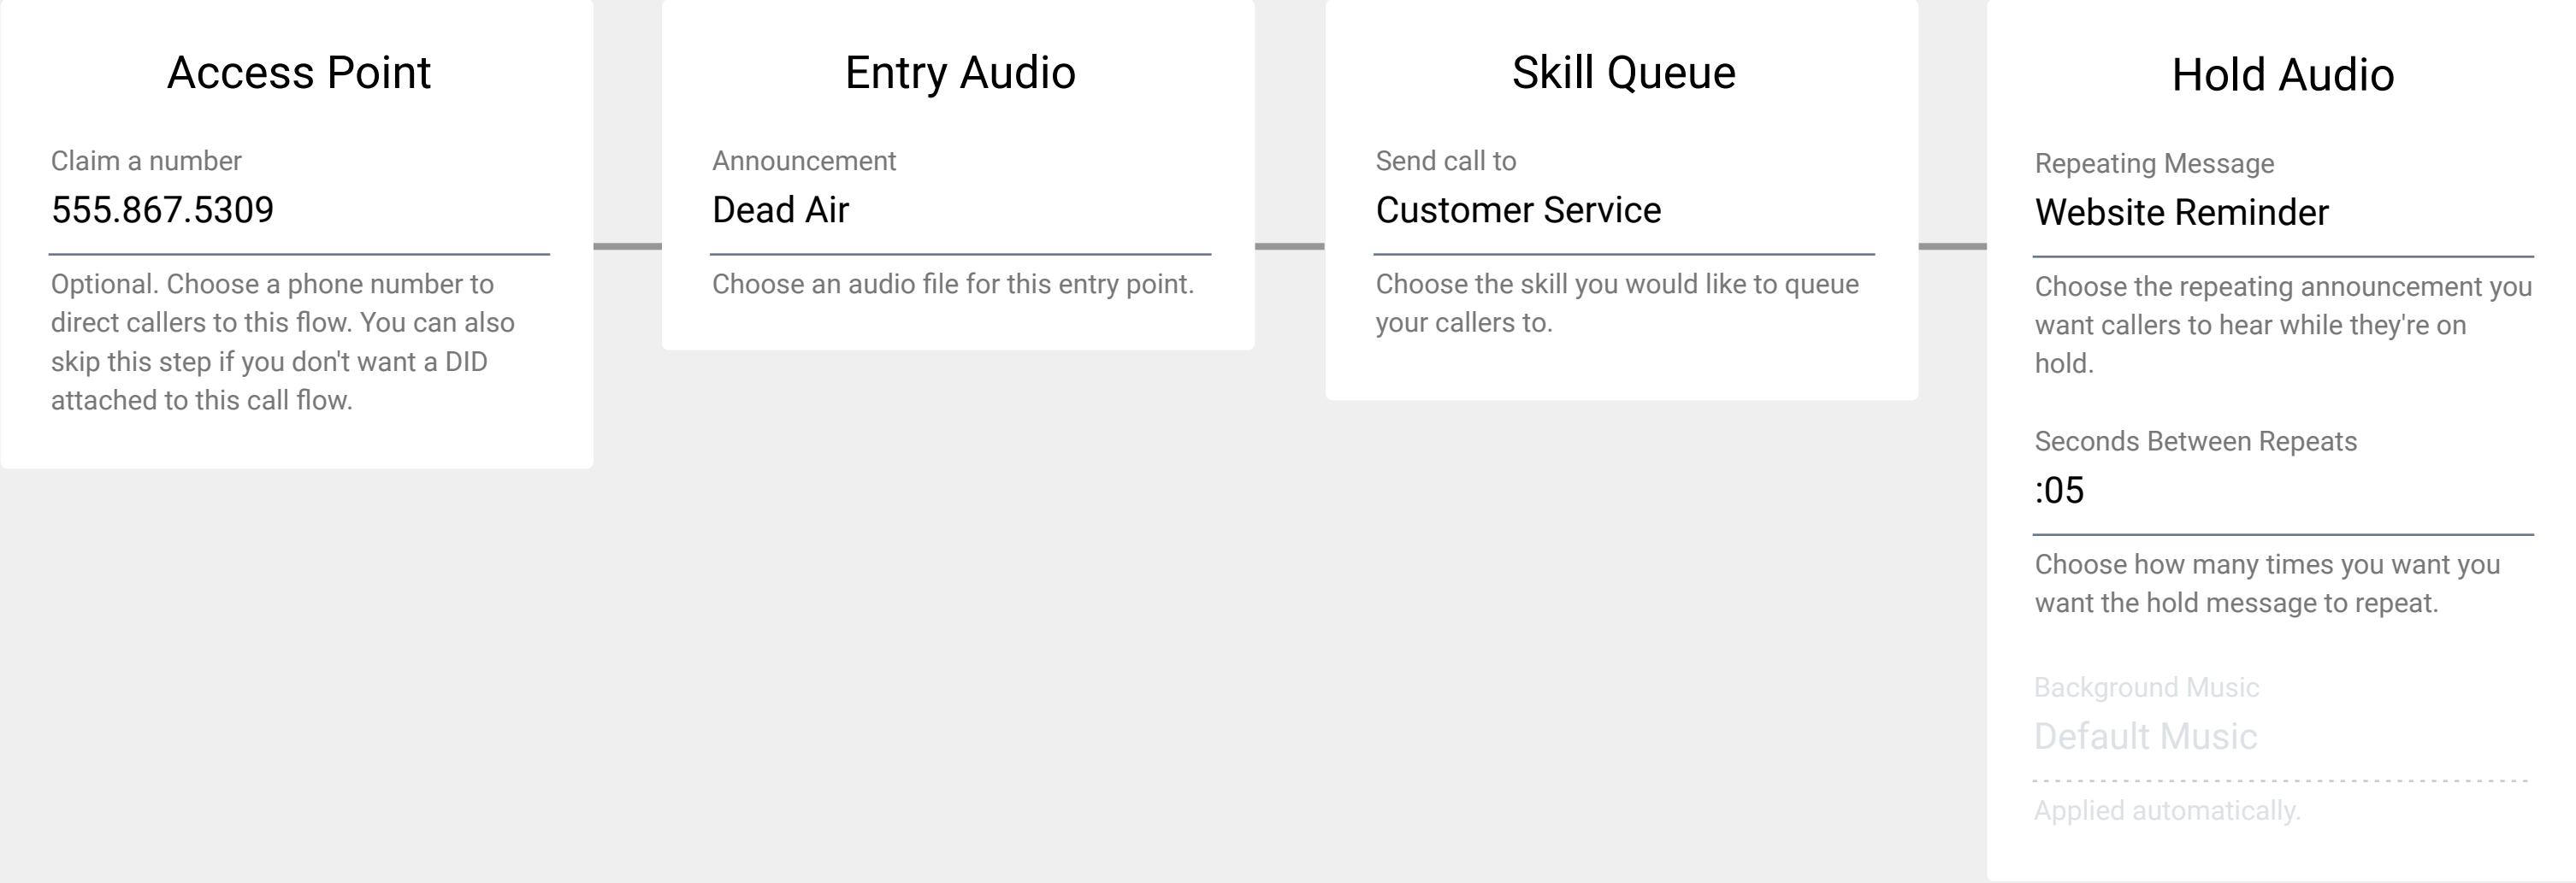 Access Point
Claim a number
555.867.5309
Optional. Choose a phone number to
direct callers to this flow. You can also
skip this step if you don't want a DID
attached to this call flow.
Entry Audio
Announcement
Dead Air
Choose an audio file for this entry point.
Skill Queue
Send call to
Customer Service
Choose the skill you would like to queue
your callers to.
Hold Audio
Repeating Message
Website Reminder
Choose the repeating announcement you
want callers to hear while they're on
hold.
Seconds Between Repeats
:05
Choose how many times you want you
want the hold message to repeat.
Background Music
Default Music
Applied automatically.